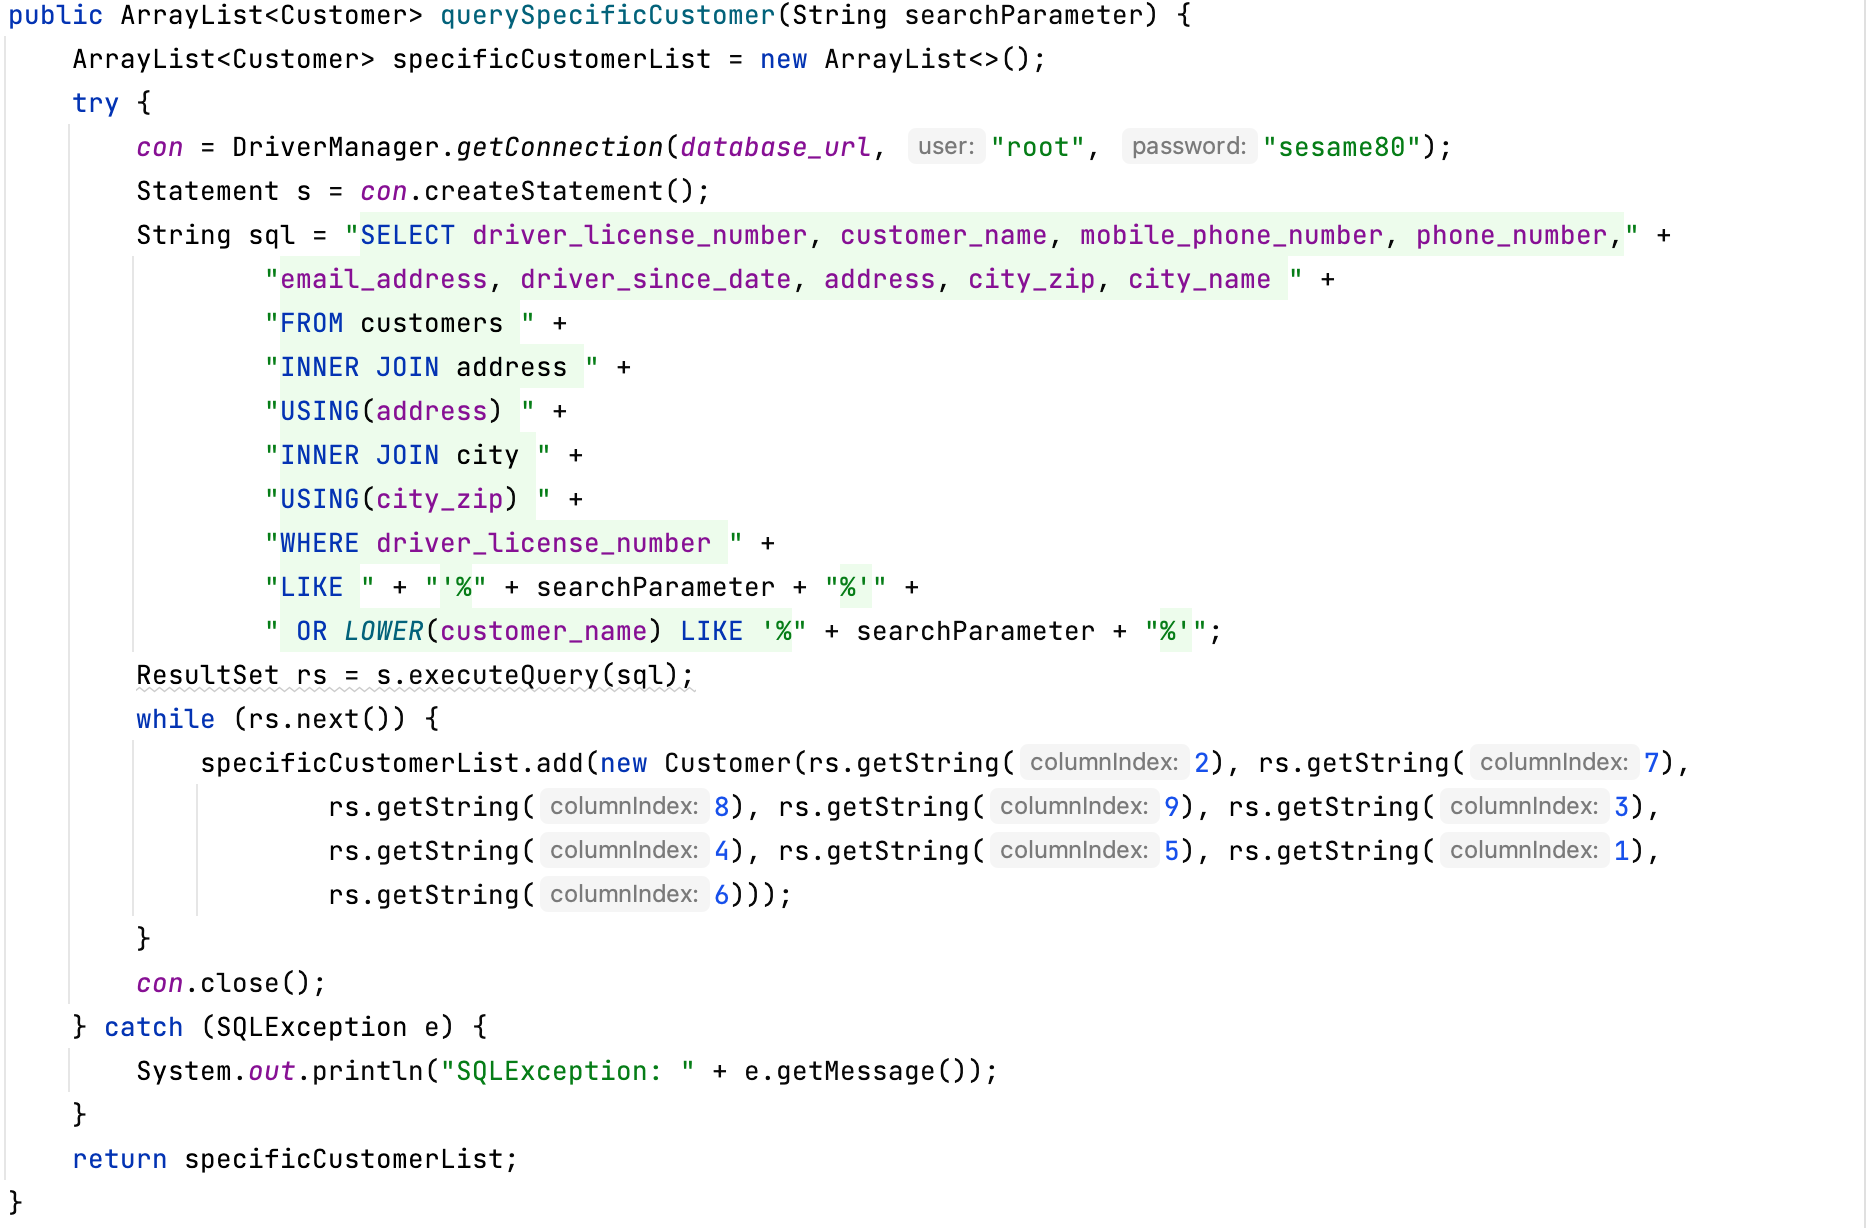 public ArrayList<Customer> querySpecificCustomer(String searchParameter) {
    ArrayList<Customer> specificCustomerList = new ArrayList<>();
    try {
        con = DriverManager.getConnection(database_url, user: "root", password: "sesame80");
        Statement s = con.createStatement();
        String sql = "SELECT driver_license_number, customer_name, mobile_phone_number, phone_number," +
                "email_address, driver_since_date, address, city_zip, city_name " +
                "FROM customers " +
                "INNER JOIN address " +
                "USING(address) " +
                "INNER JOIN city " +
                "USING(city_zip) " +
                "WHERE driver_license_number " +
                "LIKE " + "'%" + searchParameter + "%'" +
                " OR LOWER(customer_name) LIKE '%" + searchParameter + "%'";
        ResultSet rs = s.executeQuery(sql);
        while (rs.next()) {
            specificCustomerList.add(new Customer(rs.getString( columnIndex: 2), rs.getString( columnIndex: 7),
                    rs.getString( columnIndex: 8), rs.getString( columnIndex: 9), rs.getString( columnIndex: 3),
                    rs.getString( columnIndex: 4), rs.getString( columnIndex: 5), rs.getString( columnIndex: 1),
                    rs.getString( columnIndex: 6)));
        }
        con.close();
    } catch (SQLException e) {
        System.out.println("SQLException: " + e.getMessage());
    }
    return specificCustomerList;
}